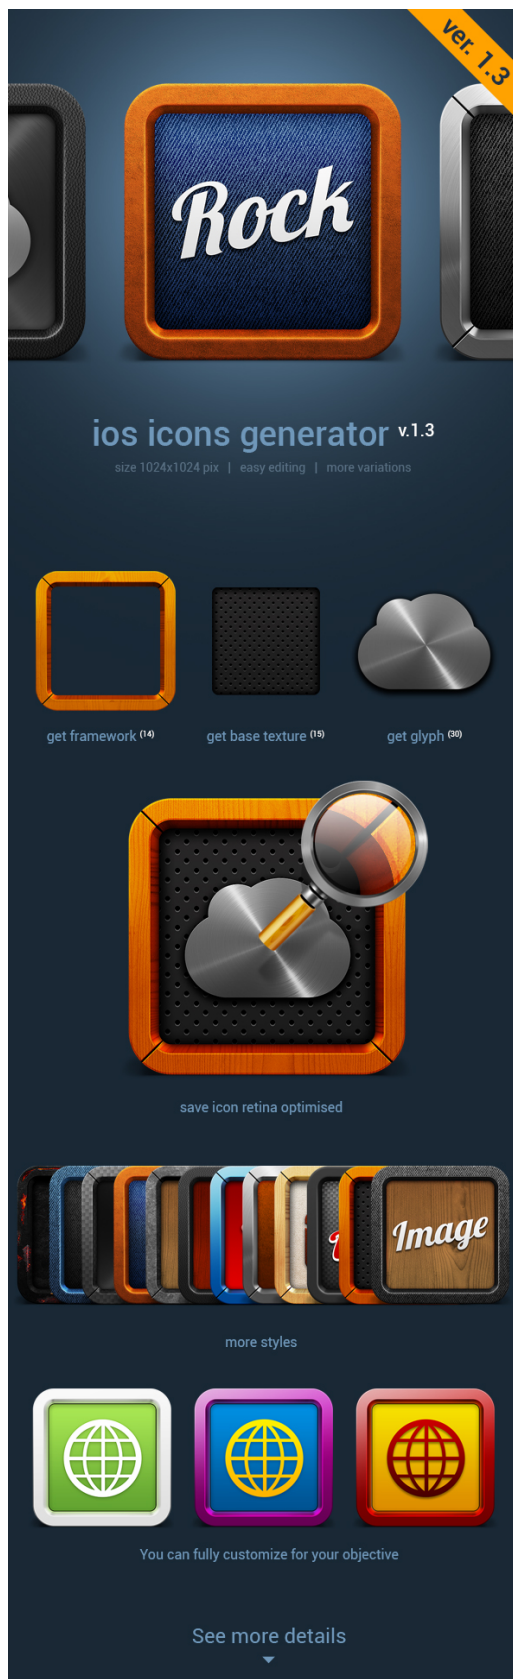 ver. 1.3
Rock
ios icons generator v.1.3
size 1024x1024 pix | easy editing | more variations
get framework (14)
get base texture (15)
get glyph (30)
save icon retina optimised
Image
more styles
You can fully customize for your objective
See more details